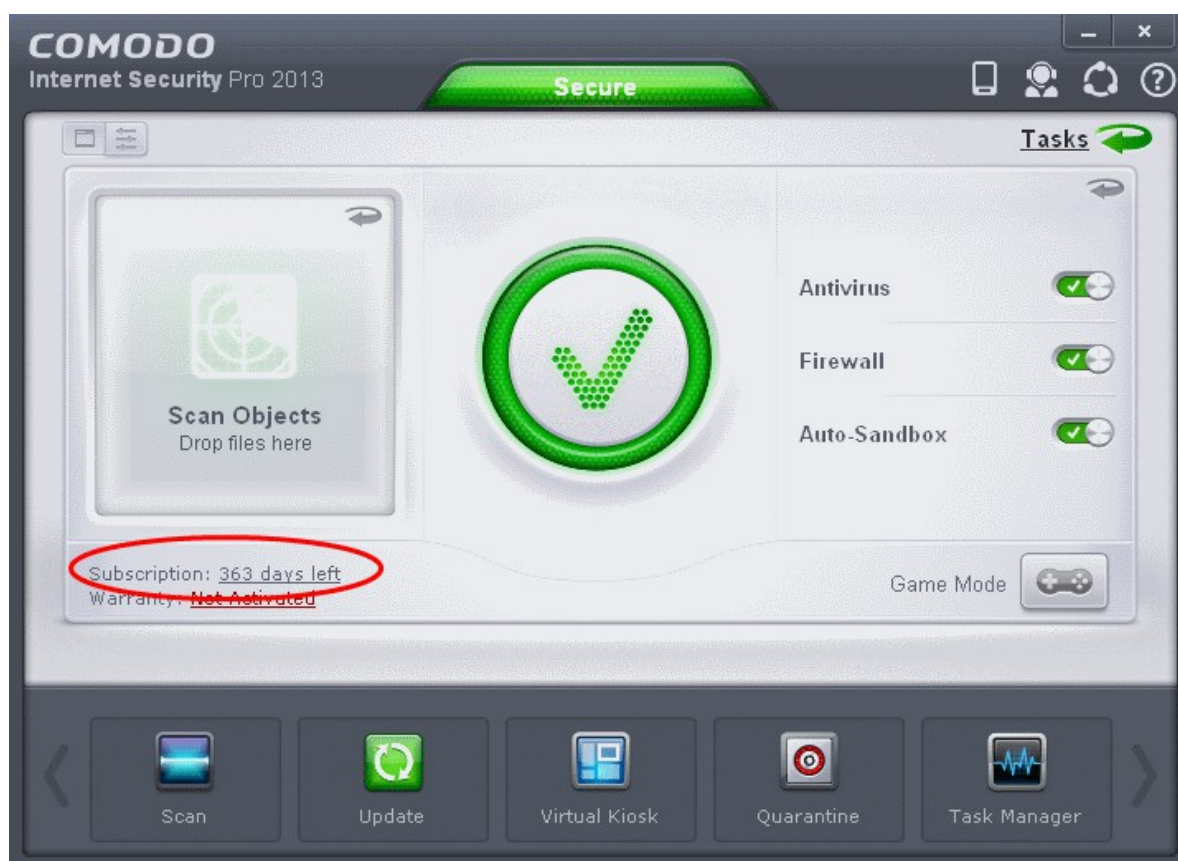 COMODO
Internet Security Pro 2013
Secure
Tasks
Scan Objects
Drop files here
Antivirus
Firewall
Auto-Sandbox
Subscription: 363 days left
Warranty: Not Activated
Game Mode
Scan
Update
Virtual Kiosk
Quarantine
Task Manager